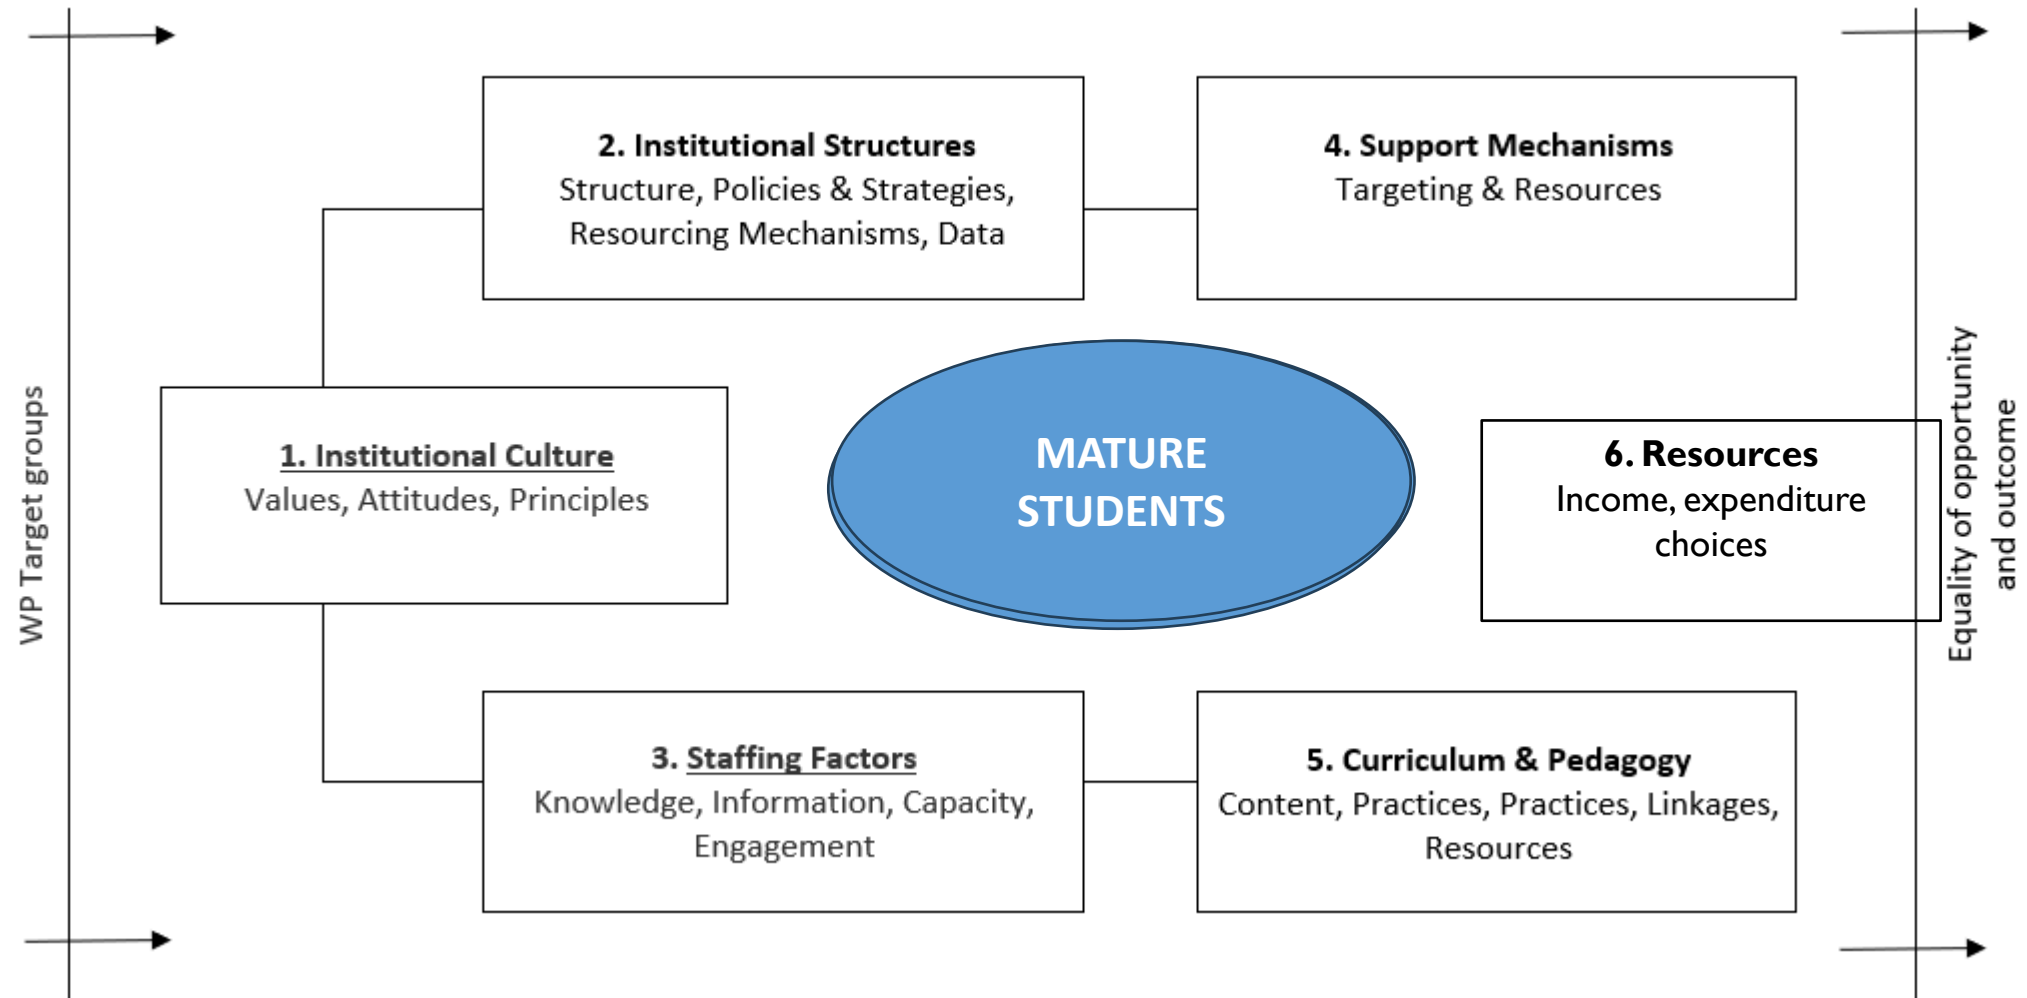 WP Target groups
1. Institutional Culture
Values, Attitudes, Principles
2. Institutional Structures
Structure, Policies & Strategies,
Resourcing Mechanisms, Data
3. Staffing Factors
Knowledge, Information, Capacity,
Engagement
MATURE
STUDENTS
4. Support Mechanisms
Targeting & Resources
5. Curriculum & Pedagogy
Content, Practices, Practices, Linkages,
Resources
6. Resources
Income, expenditure
choices
Equality of opportunity
and outcome